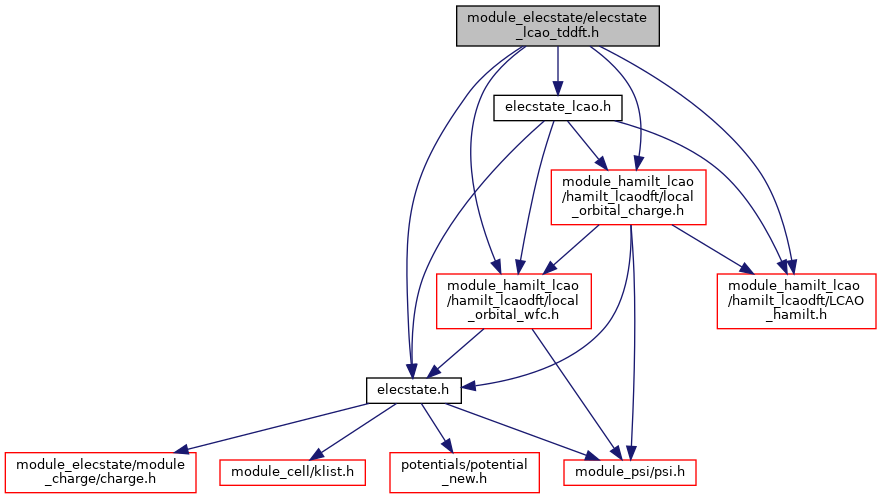 module_elecstate/elecstate
_lcao_tddft.h
elecstate_lcao.h
module_hamilt_lcao
/hamilt_lcaodft/local
_orbital_charge.h
module_hamilt_lcao
/hamilt_lcaodft/local
_orbital_wfc.h
module_hamilt_lcao
/hamilt_lcaodft/LCAO
_hamilt.h
elecstate.h
module_elecstate/module
_charge/charge.h
module_cell/klist.h
potentials/potential
_new.h
module_psi/psi.h